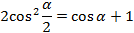 2cos² α/2 = cos α + 1